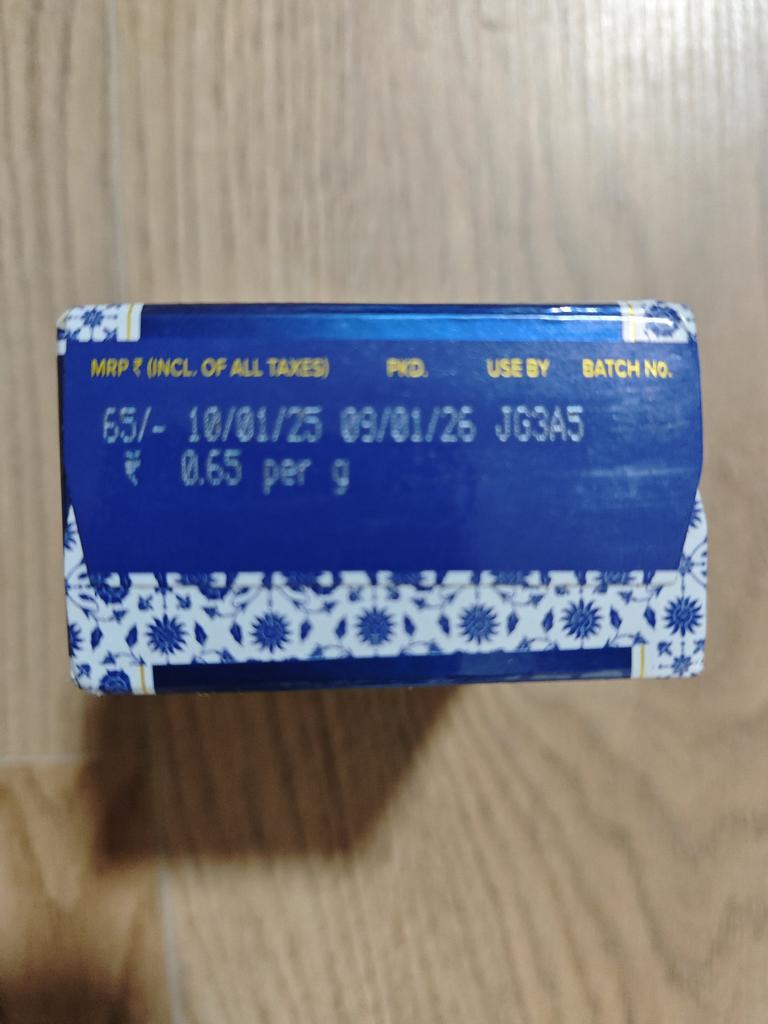 MRP ₹ (INCL. OF ALL TAXES) PKD. USE BY BATCH No.
65/- 10/01/25 09/01/26 JG3A5
₹ 0.65 per g